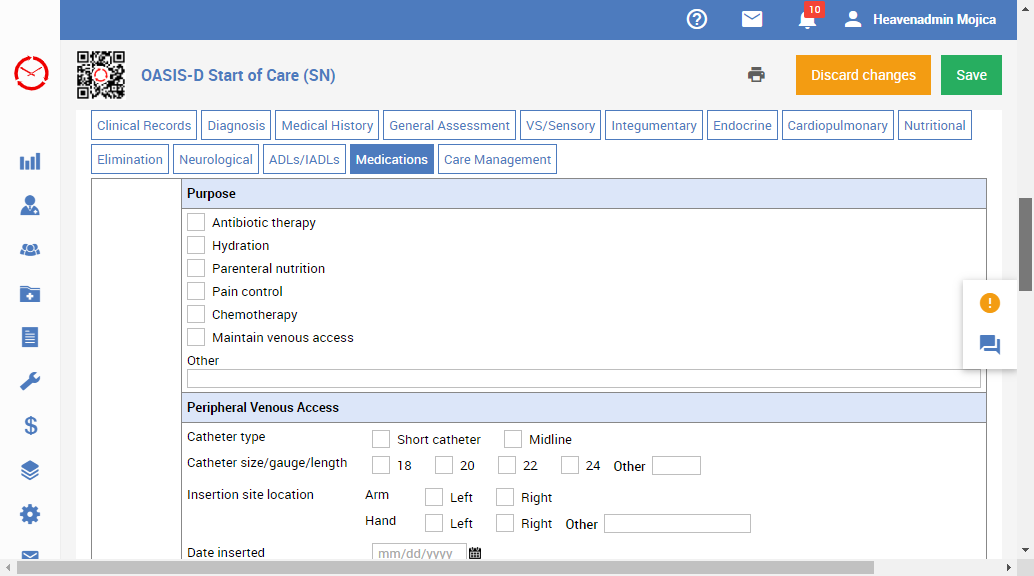 10
Heavenadmin Mojica
OASIS-D Start of Care (SN)
Discard changes
Save
Clinical Records Diagnosis Medical History General Assessment VS/Sensory Integumentary Endocrine Cardiopulmonary Nutritional
Elimination Neurological ADLs/IADLs Medications Care Management
Purpose
Antibiotic therapy
Hydration
Parenteral nutrition
Pain control
Chemotherapy
Maintain venous access
Other
Peripheral Venous Access
Catheter type Short catheter Midline
Catheter size/gauge/length 18 20 22 24 Other
Insertion site location Arm Left Right
Hand Left Right Other
Date inserted mm/dd/yyyy